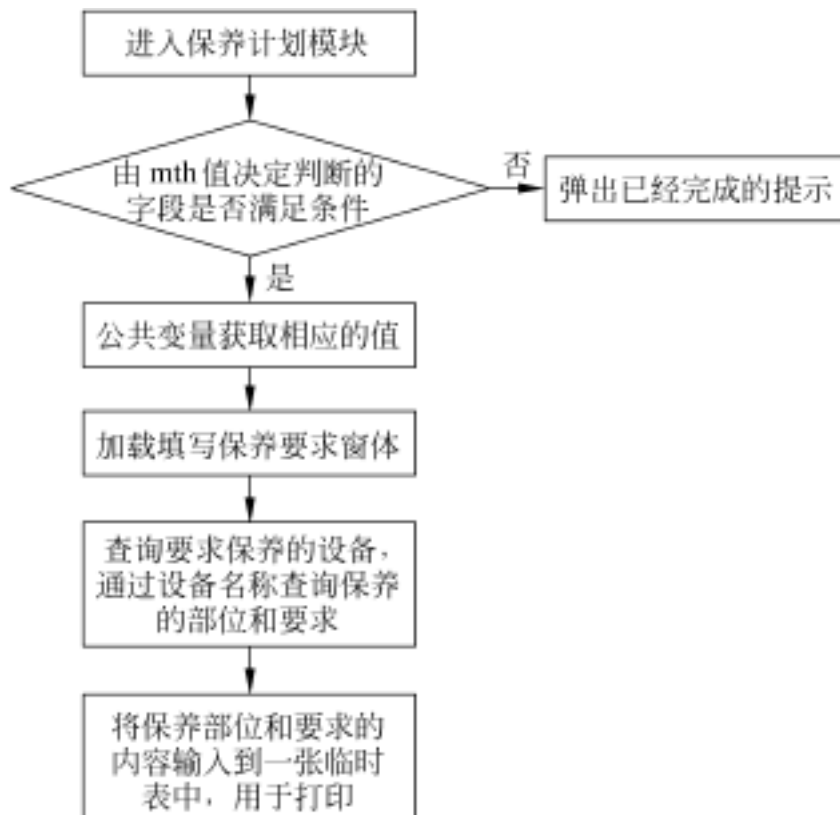 进入保养计划模块
由 mth 值决定判断的
字段是否满足条件
否
弹出已经完成的提示
是
公共变量获取相应的值
加载填写保养要求窗体
查询要求保养的设备,
通过设备名称查询保养
的部位和要求
将保养部位和要求的
内容输入到一张临时
表中，用于打印